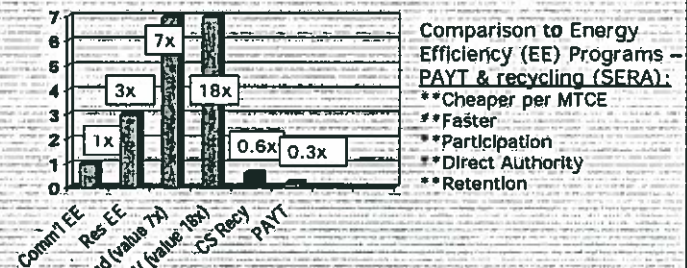 7
6
5
4
3
2
1
0
7x
3x
18x
1x
0.6x
0.3x
Comm'l EE
Res EE
(value 7x)
(value 18x)
CS Recy
PAYT
Comparison to Energy
Efficiency (EE) Programs –
PAYT & recycling (SERA):
**Cheaper per MTCE
**Faster
**Participation
**Direct Authority
**Retention